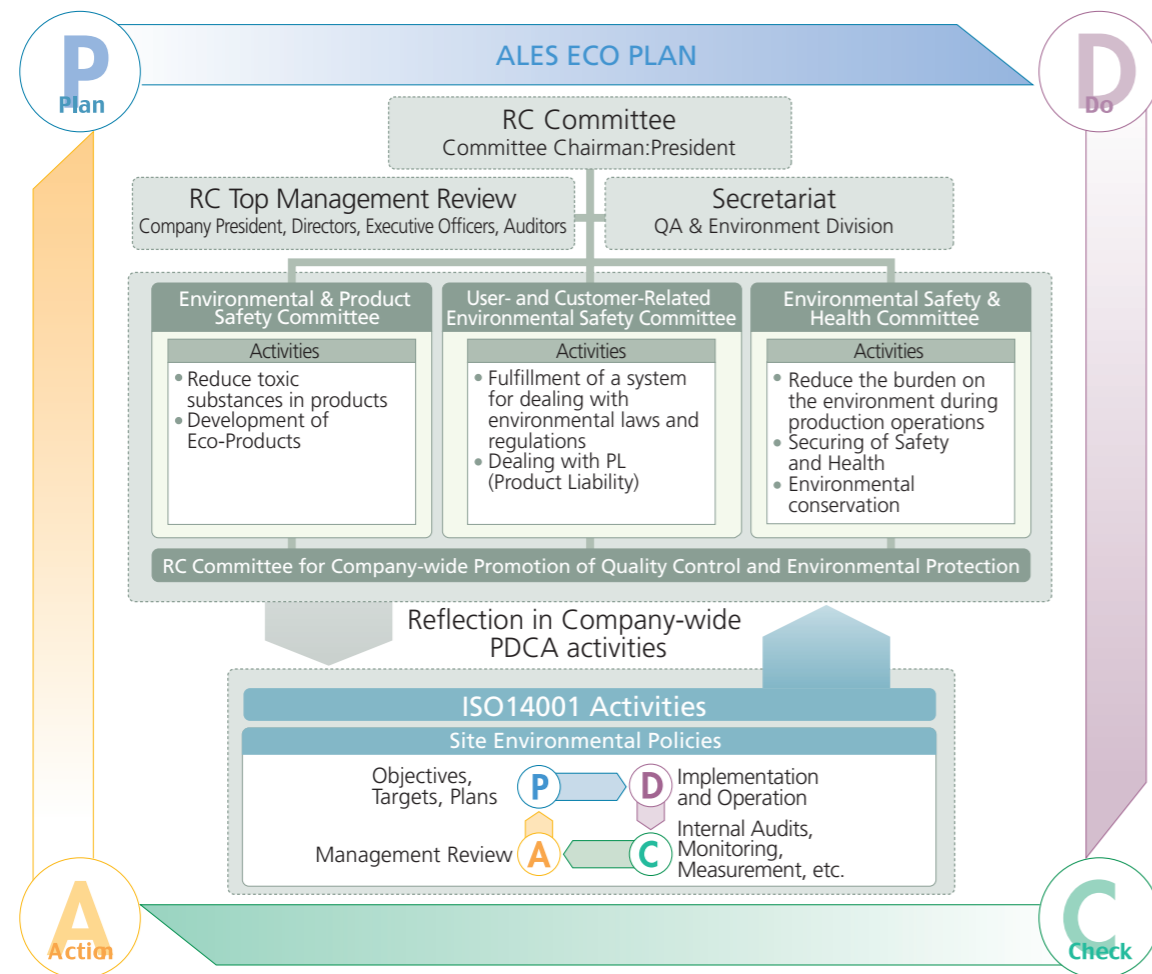 P
Plan
ALES ECO PLAN
D
Do
RC Committee
Committee Chairman:President
RC Top Management Review
Company President, Directors, Executive Officers, Auditors
Secretariat
QA & Environment Division
Environmental & Product
Safety Committee
Activities
• Reduce toxic
substances in products
• Development of
Eco-Products
User- and Customer-Related
Environmental Safety Committee
Activities
• Fulfillment of a system
for dealing with
environmental laws and
regulations
• Dealing with PL
(Product Liability)
Environmental Safety &
Health Committee
Activities
• Reduce the burden on
the environment during
production operations
• Securing of Safety
and Health
• Environmental
conservation
RC Committee for Company-wide Promotion of Quality Control and Environmental Protection
Reflection in Company-wide
PDCA activities
ISO14001 Activities
Site Environmental Policies
Objectives,
Targets, Plans
P
D
Implementation
and Operation
Management Review
A
C
Internal Audits,
Monitoring,
Measurement, etc.
A
Action
C
Check